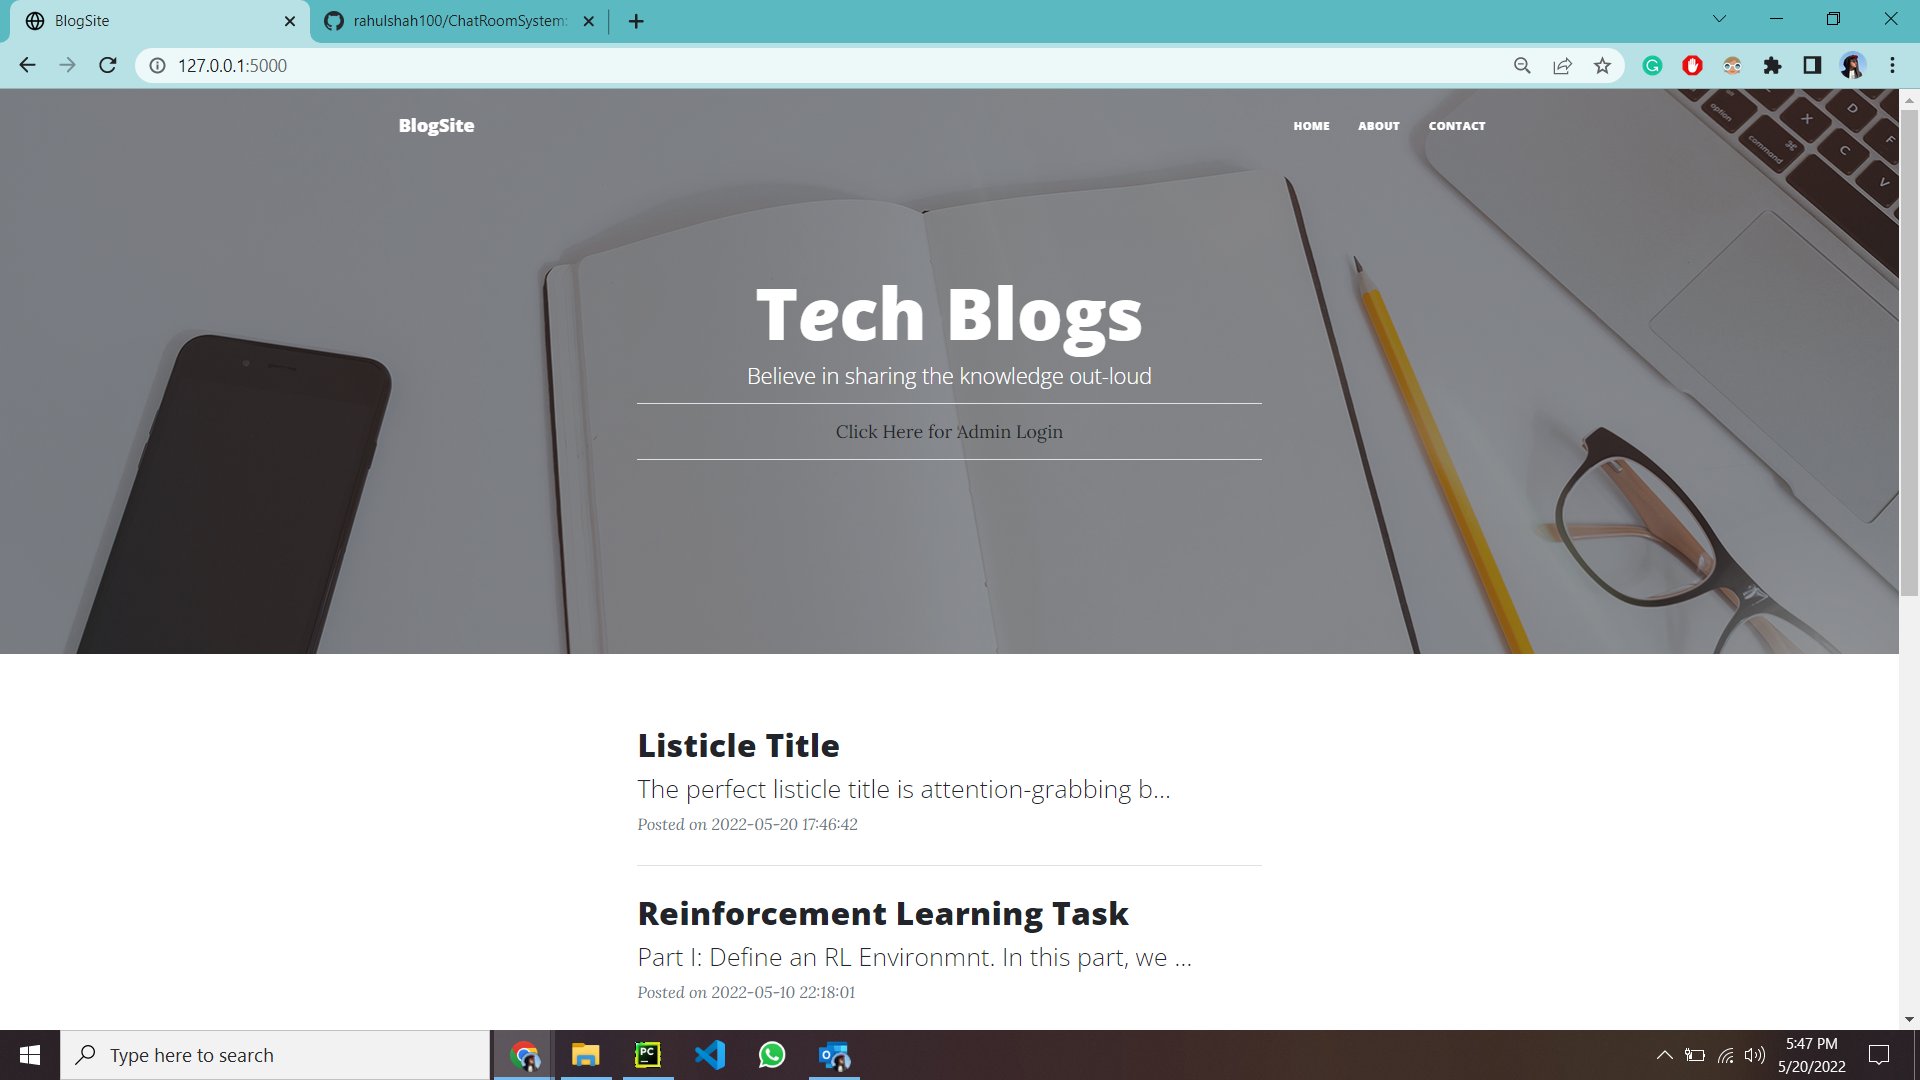 BlogSite
rahulshah100/ChatRoomSystem:
127.0.0.1:5000
BlogSite
HOME ABOUT CONTACT
option
command
⌘
X
D
C
F
V
Tech Blogs
Believe in sharing the knowledge out-loud
Click Here for Admin Login
Listicle Title
The perfect listicle title is attention-grabbing b...
Posted on 2022-05-20 17:46:42
Reinforcement Learning Task
Part I: Define an RL Environmnt. In this part, we ...
Posted on 2022-05-10 22:18:01
Type here to search
PC
5:47 PM
5/20/2022